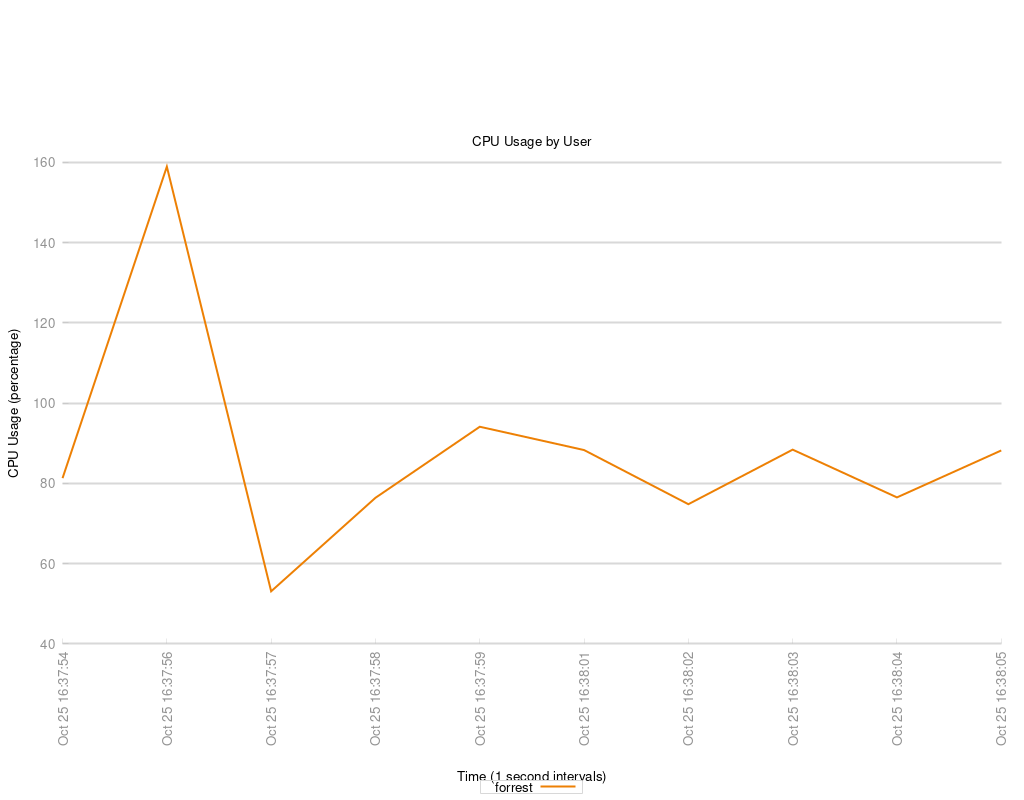 CPU Usage by User
160
140
120
100
80
60
40
CPU Usage (percentage)
Oct 25 16:37:54
Oct 25 16:37:56
Oct 25 16:37:57
Oct 25 16:37:58
Oct 25 16:37:59
Oct 25 16:38:01
Oct 25 16:38:02
Oct 25 16:38:03
Oct 25 16:38:04
Oct 25 16:38:05
Time (1 second intervals)
forrest